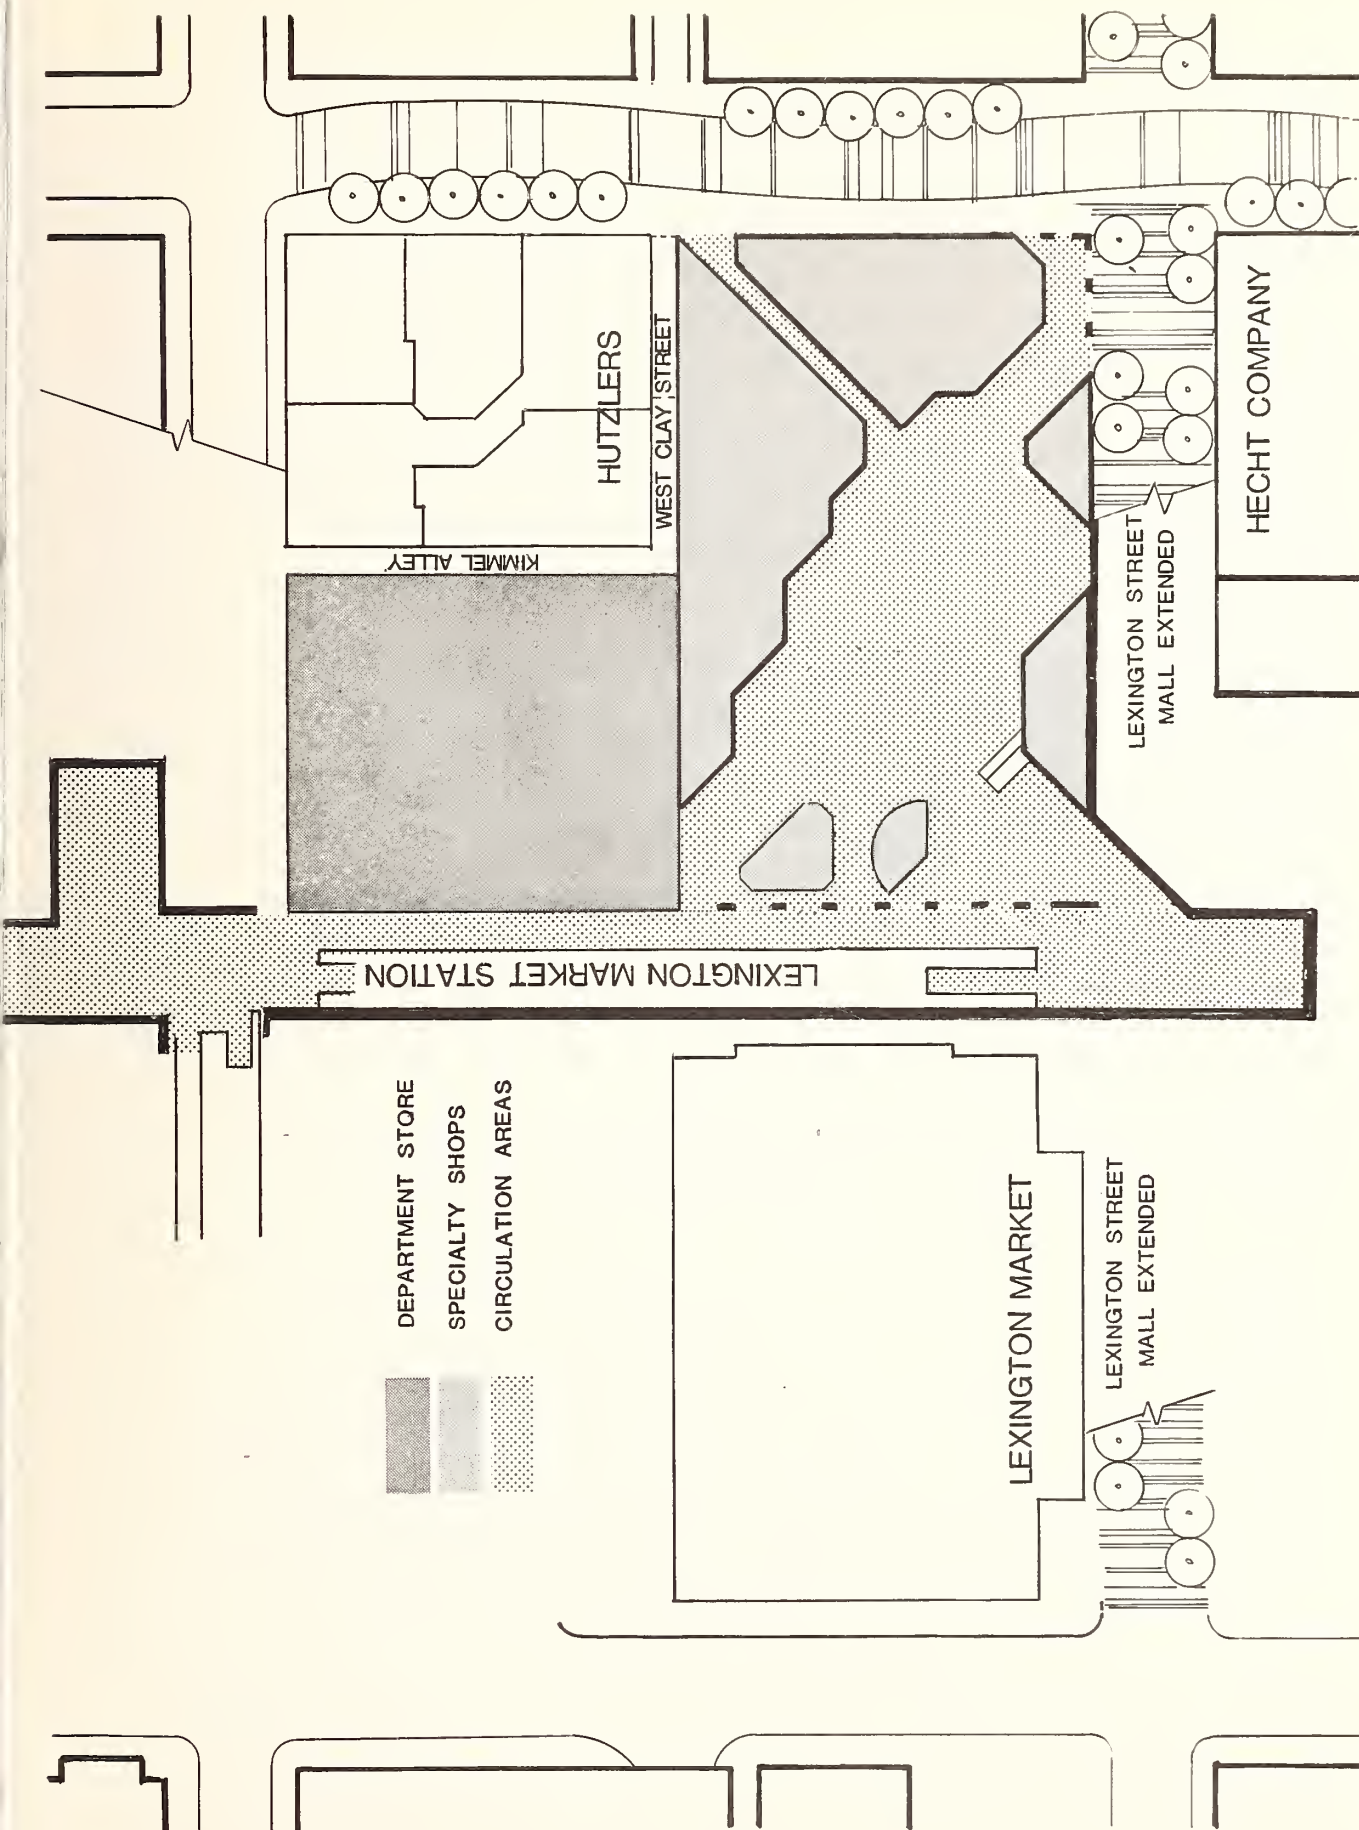 HUTZLERS
WEST CLAY STREET
KIMMEL ALLEY
HECHT COMPANY
LEXINGTON STREET
MALL EXTENDED
LEXINGTON MARKET STATION
DEPARTMENT STORE
SPECIALTY SHOPS
CIRCULATION AREAS
LEXINGTON MARKET
LEXINGTON STREET
MALL EXTENDED